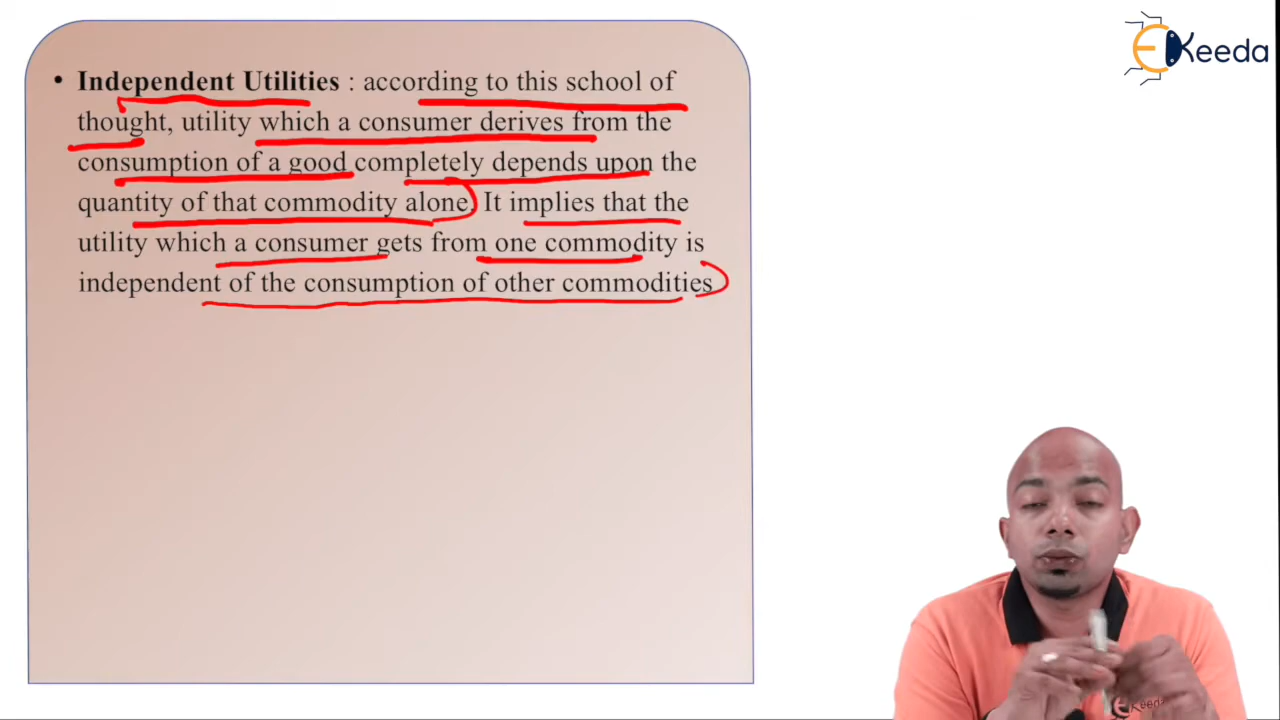 • Independent Utilities : according to this school of
thought, utility which a consumer derives from the
consumption of a good completely depends upon the
quantity of that commodity alone. It implies that the
utility which a consumer gets from one commodity is
independent of the consumption of other commodities
EKeeda
EKeeda